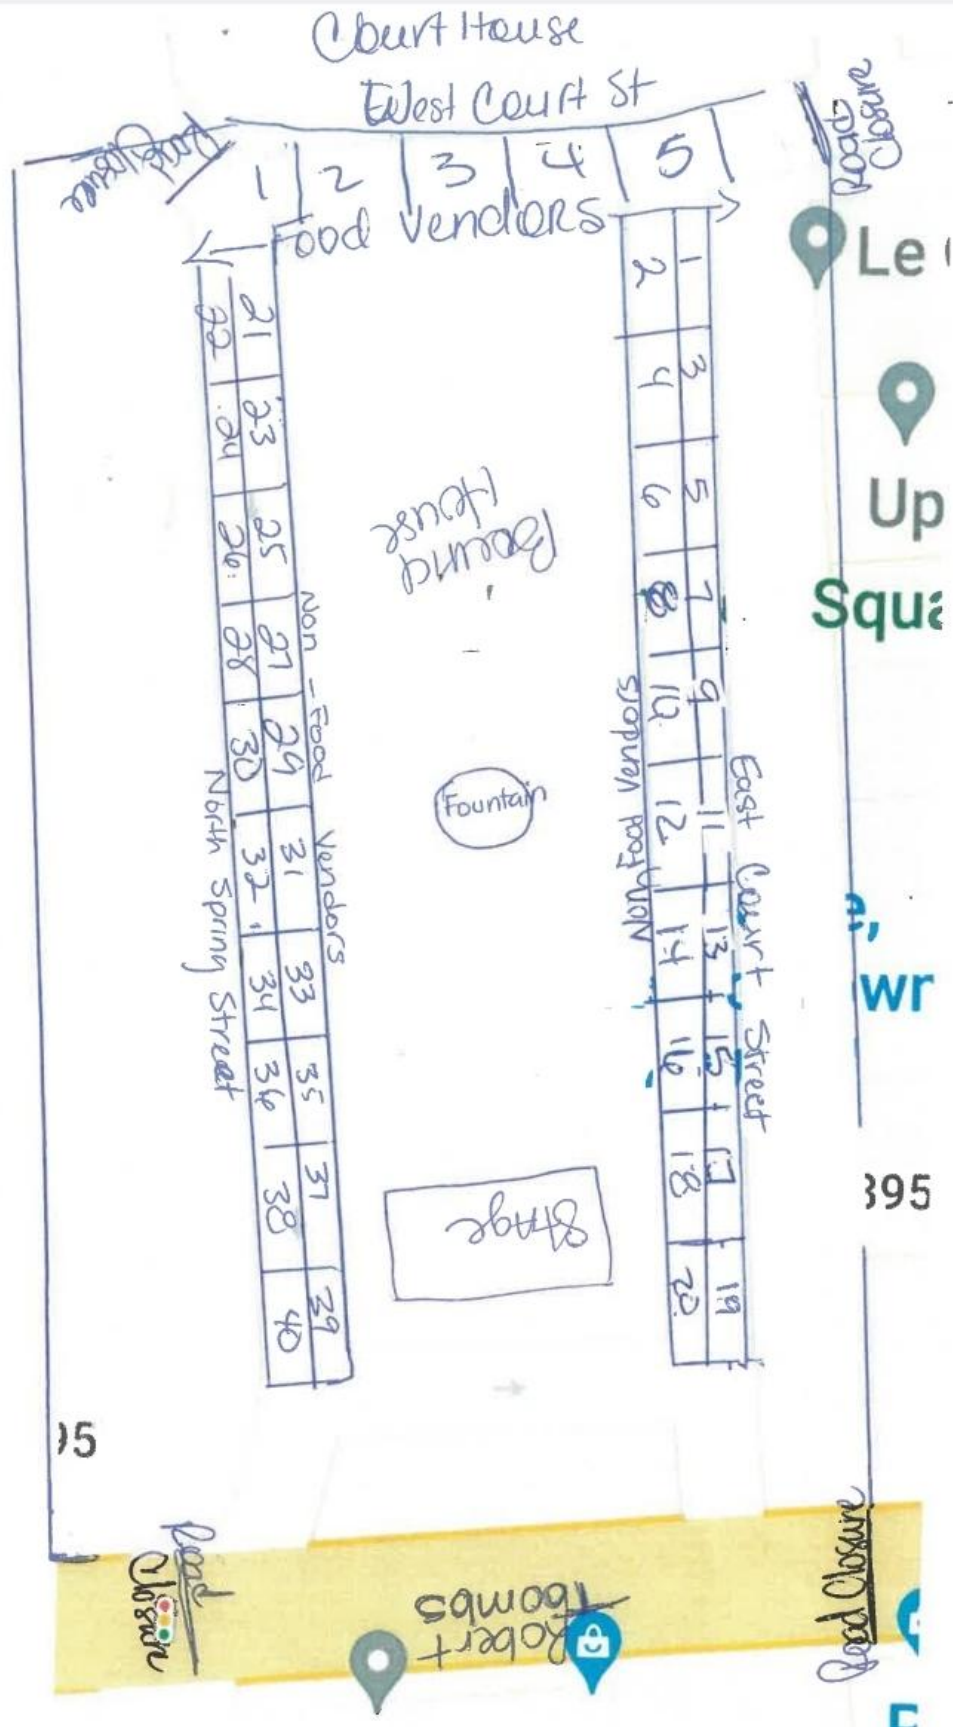 Court House
West Court St
Road Closure
Road Closure
1 2 3 4 5
Food Vendors
Le
Up
Squa
21 22
23 24
25 26
27 28
29 30
31 32
33 34
35 36
37 38
39 40
Non-Food Vendors
North Spring Street
Bound House
Fountain
Stage
1 2
3 4
5 6
7 8
9 10
11 12
13 14
15 16
17 18
19 20
Non Food Vendors
East Court Street
wn
395
95
Road Closure
Robert Toombs
Road Closure